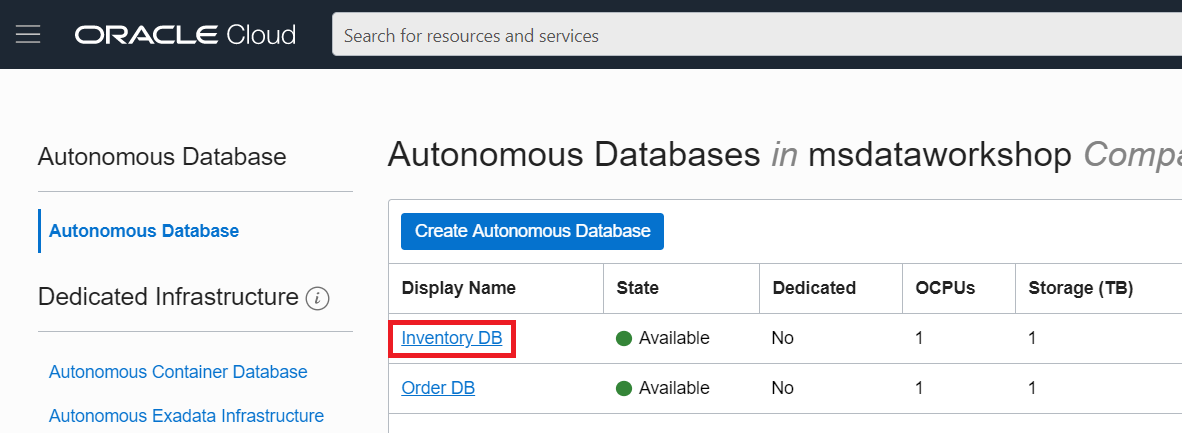 ORACLE Cloud
Search for resources and services
Autonomous Database
Autonomous Database
Dedicated Infrastructure
Autonomous Container Database
Autonomous Exadata Infrastructure
Autonomous Databases in msdataworkshop Compa
Create Autonomous Database
Display Name State Dedicated OCPUs Storage (TB)
Inventory DB Available No 1 1
Order DB Available No 1 1